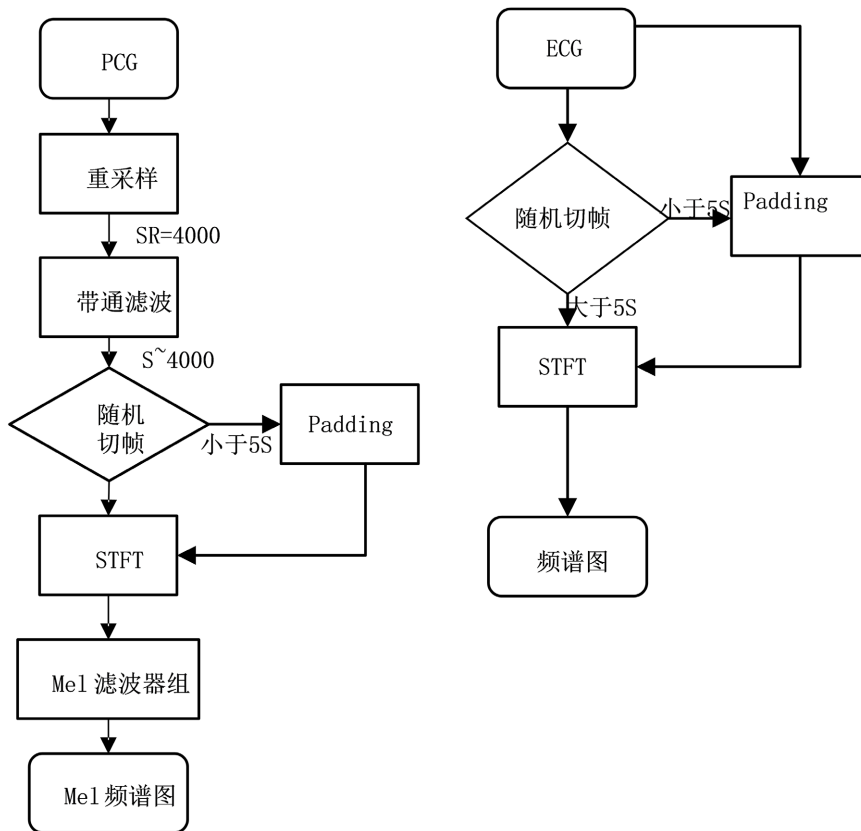 PCG
重采样
SR=4000
带通滤波
S~4000
随机
切帧
小于5S
Padding
STFT
Mel 滤波器组
Mel 频谱图
ECG
随机切帧
小于5S
Padding
大于5S
STFT
频谱图